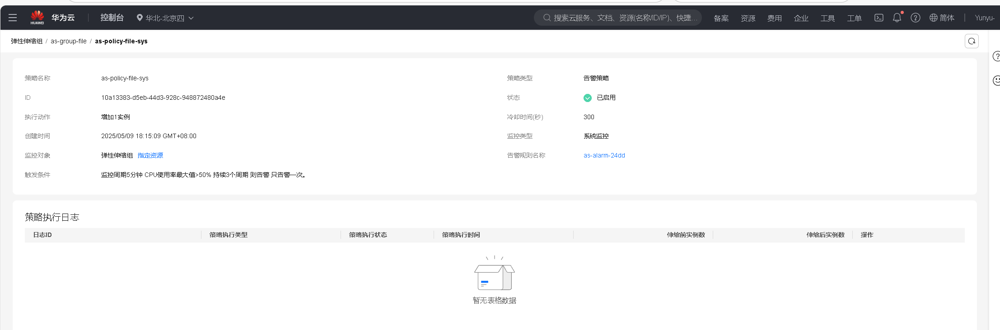 HUAWEI 华为云 控制台 华北-北京四 搜索云服务、文档、资源(名称/ID/IP)、快捷... 备案 资源 费用 企业 工具 工单 简体 Yunyu-
弹性伸缩组 / as-group-file / as-policy-file-sys
策略名称 as-policy-file-sys 策略类型 告警策略
ID 10a13383-d5eb-44d3-928c-948872480a4e 状态 已启用
执行动作 增加1实例 冷却时间(秒) 300
创建时间 2025/05/09 18:15:09 GMT+08:00 监控类型 系统监控
监控对象 弹性伸缩组 指定资源 告警规则名称 as-alarm-24dd
触发条件 监控周期5分钟 CPU使用率最大值>50% 持续3个周期 则告警 只告警一次。
策略执行日志
日志ID 策略执行类型 策略执行状态 策略执行时间 伸缩前实例数 伸缩后实例数 操作
暂无表格数据